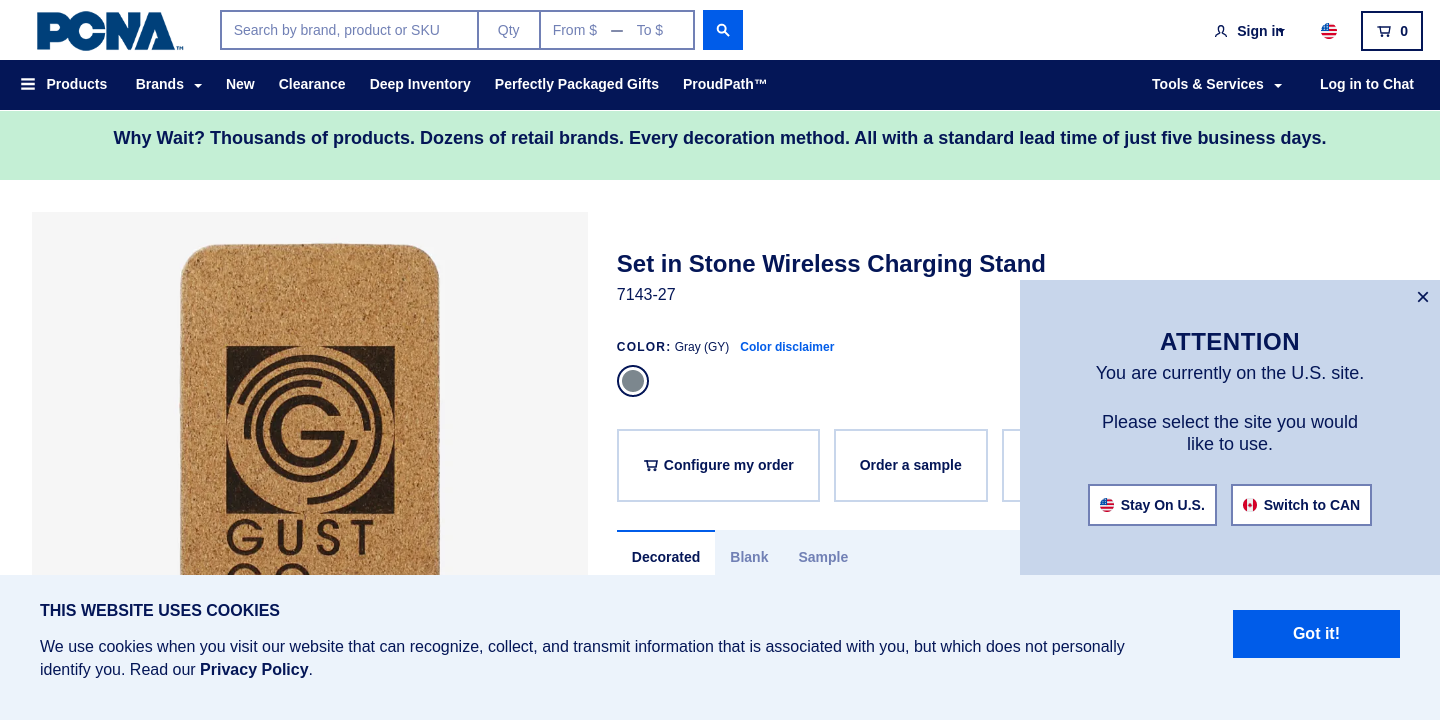 PCNA™
Search by brand, product or SKU
Qty
From $ — To $
Sign in
0
Products
Brands
New
Clearance
Deep Inventory
Perfectly Packaged Gifts
ProudPath™
Tools & Services
Log in to Chat
Why Wait? Thousands of products. Dozens of retail brands. Every decoration method. All with a standard lead time of just five business days.
G
GUST
Set in Stone Wireless Charging Stand
7143-27
COLOR: Gray (GY) Color disclaimer
Configure my order
Order a sample
Decorated
Blank
Sample
×
ATTENTION
You are currently on the U.S. site.
Please select the site you would
like to use.
Stay On U.S.
Switch to CAN
THIS WEBSITE USES COOKIES
We use cookies when you visit our website that can recognize, collect, and transmit information that is associated with you, but which does not personally
identify you. Read our Privacy Policy.
Got it!